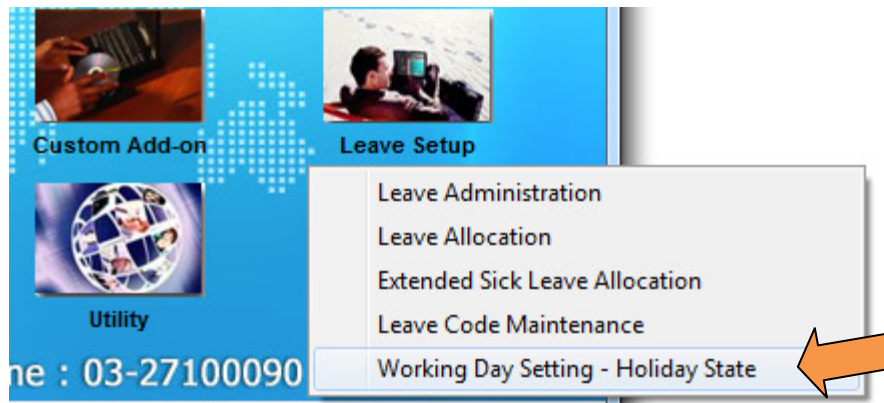 Custom Add-on
Leave Setup
Leave Administration
Leave Allocation
Extended Sick Leave Allocation
Leave Code Maintenance
Working Day Setting - Holiday State
Utility
ne : 03-27100090